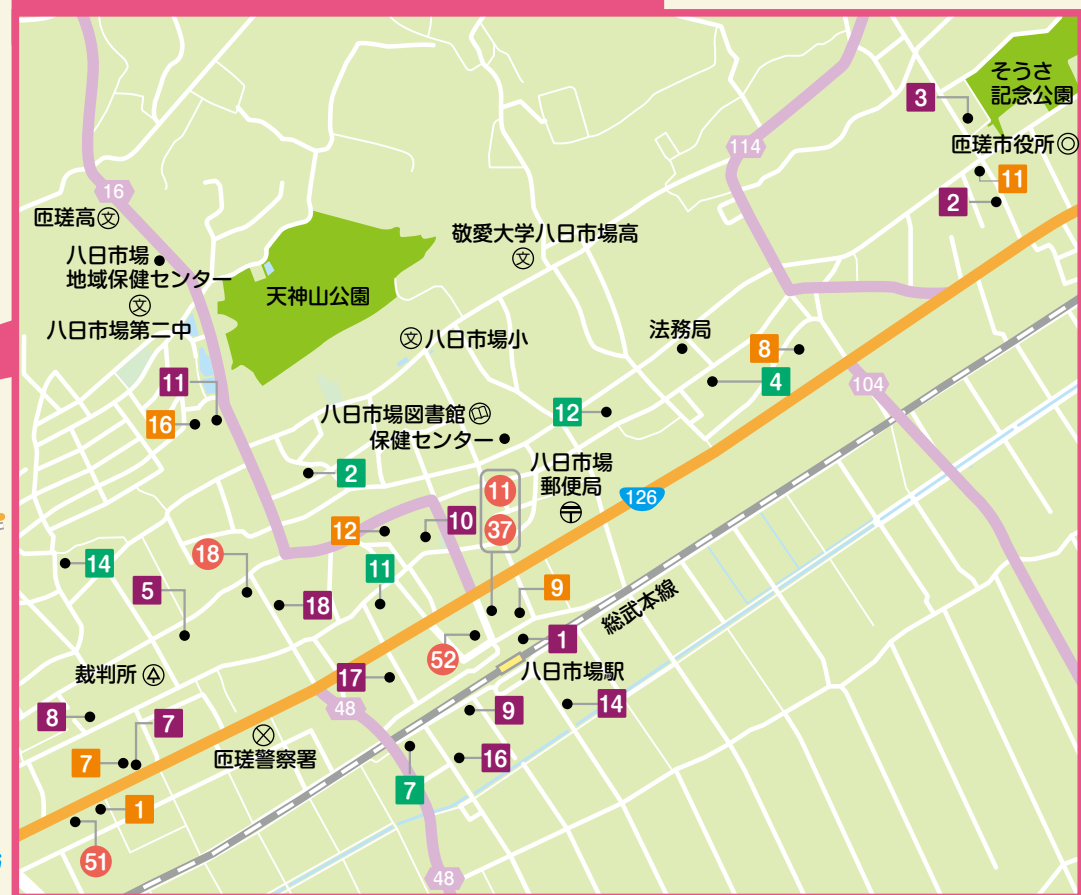 そうさ
記念公園
3
114
匝瑳市役所
11
2
16
匝瑳高
文
八日市場
地域保健センター
文
八日市場第二中
天神山公園
敬愛大学八日市場高
文
文
八日市場小
法務局
8
4
104
11
16
12
八日市場図書館
保健センター
2
八日市場
郵便局
11
37
126
10
12
14
18
11
5
18
9
総武本線
1
52
八日市場駅
裁判所
17
48
9
14
8
7
7
匝瑳警察署
16
7
1
51
48